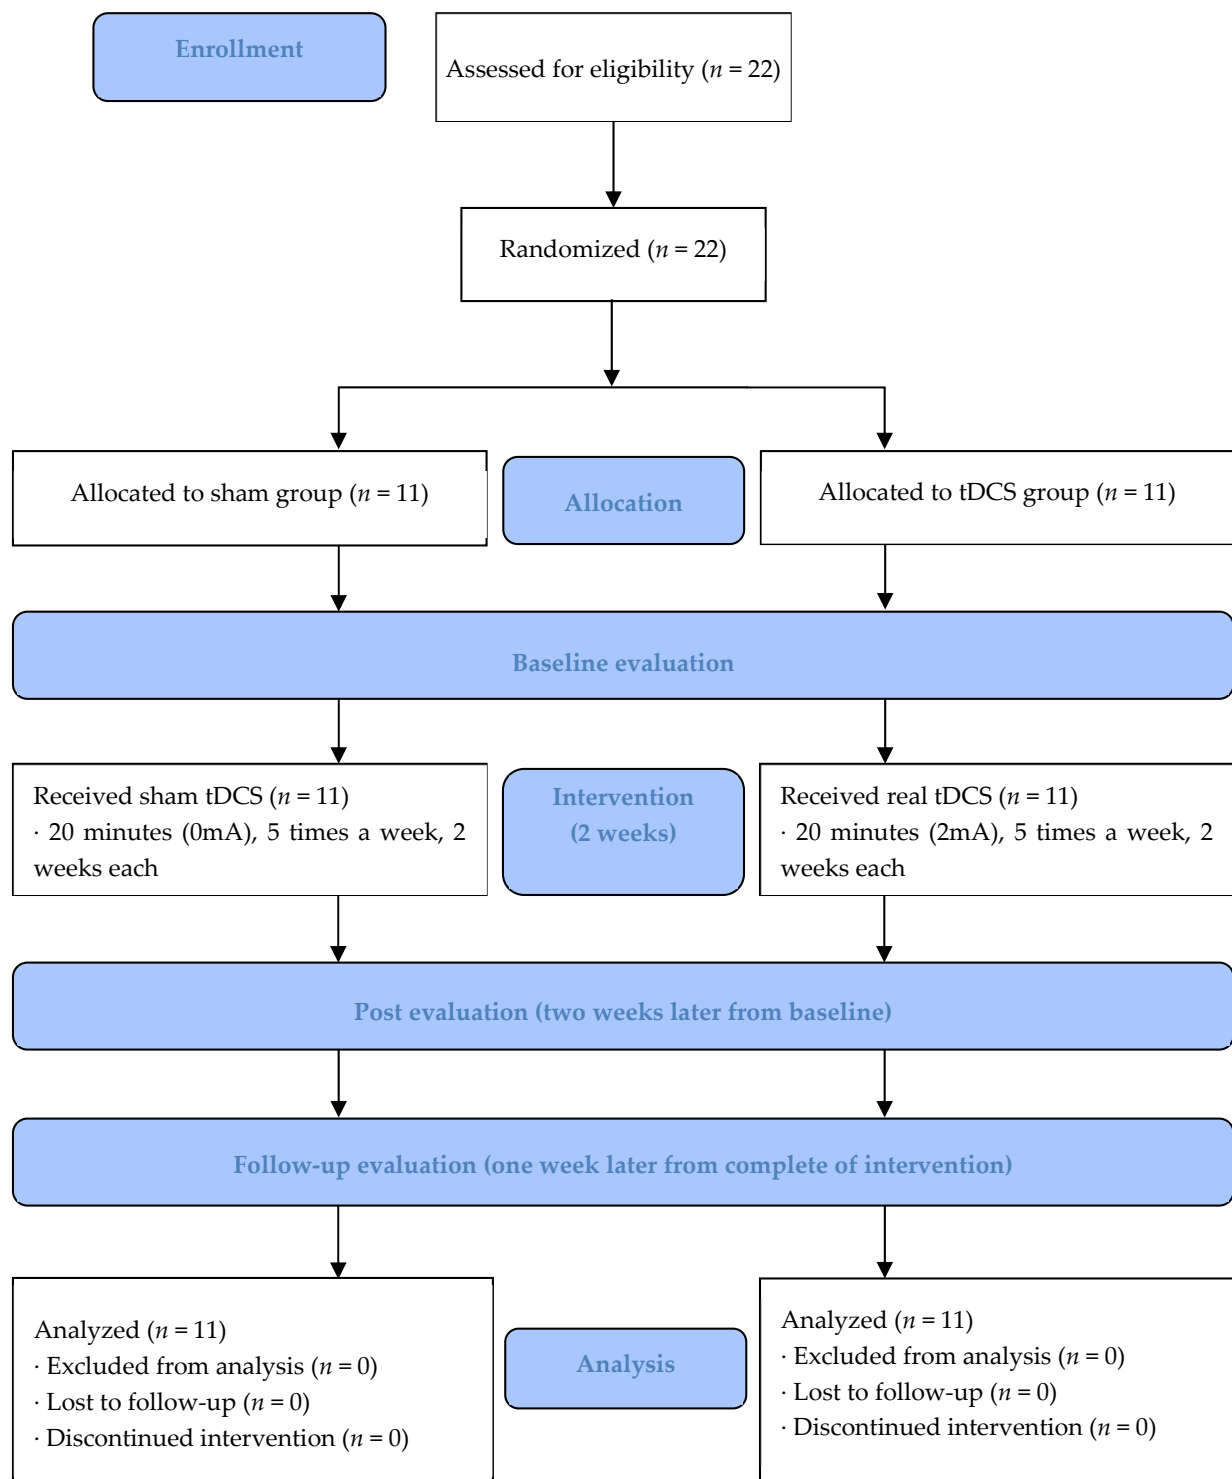 Enrollment
Assessed for eligibility (n = 22)
Randomized (n = 22)
Allocated to sham group (n = 11)
Allocation
Allocated to tDCS group (n = 11)
Baseline evaluation
Received sham tDCS (n = 11)
· 20 minutes (0mA), 5 times a week, 2
weeks each
Intervention
(2 weeks)
Received real tDCS (n = 11)
· 20 minutes (2mA), 5 times a week, 2
weeks each
Post evaluation (two weeks later from baseline)
Follow-up evaluation (one week later from complete of intervention)
Analyzed (n = 11)
· Excluded from analysis (n = 0)
· Lost to follow-up (n = 0)
· Discontinued intervention (n = 0)
Analysis
Analyzed (n = 11)
· Excluded from analysis (n = 0)
· Lost to follow-up (n = 0)
· Discontinued intervention (n = 0)